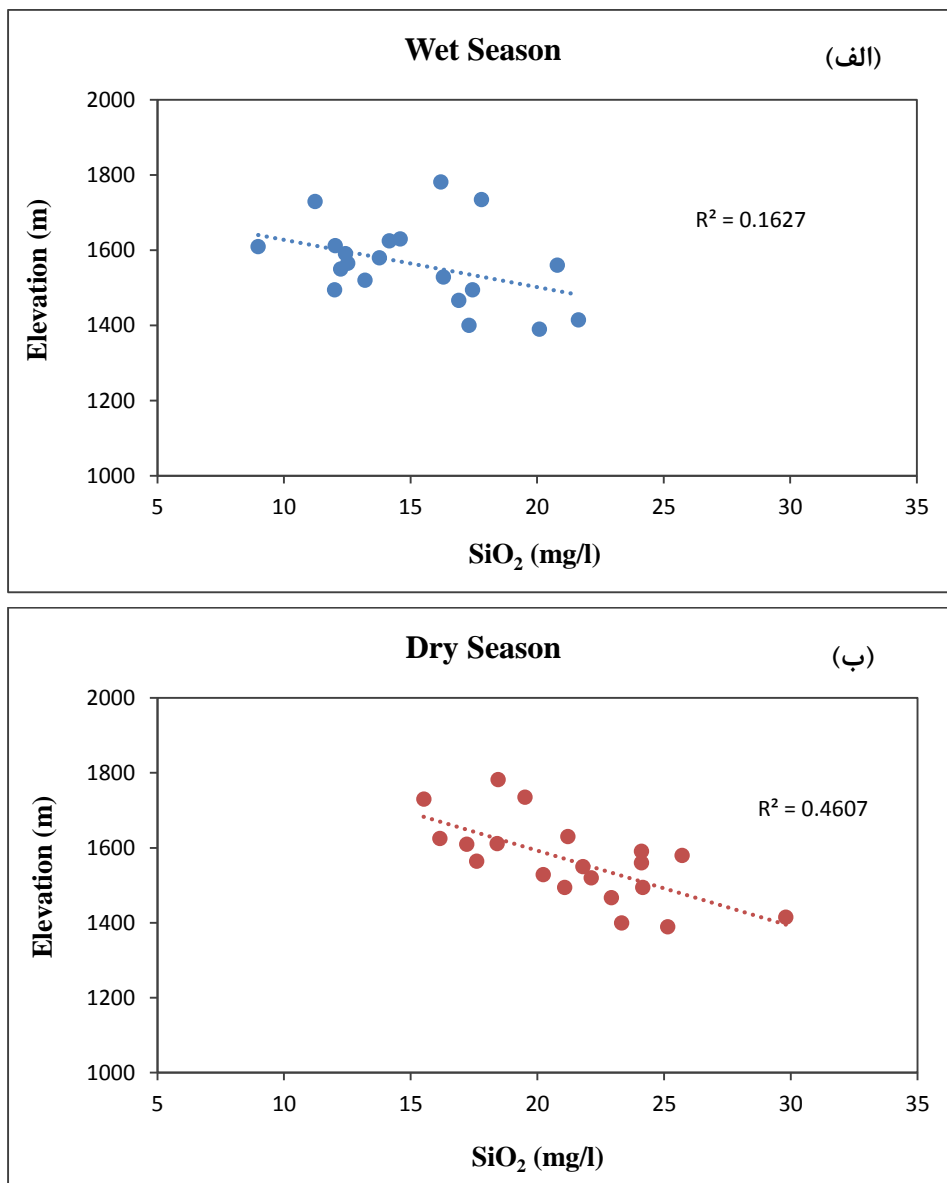 Wet Season
(الف)
2000
1800
1600
1400
1200
1000
Elevation (m)
R² = 0.1627
5 10 15 20 25 30 35
SiO₂ (mg/l)
Dry Season
(ب)
2000
1800
1600
1400
1200
1000
Elevation (m)
R² = 0.4607
5 10 15 20 25 30 35
SiO₂ (mg/l)